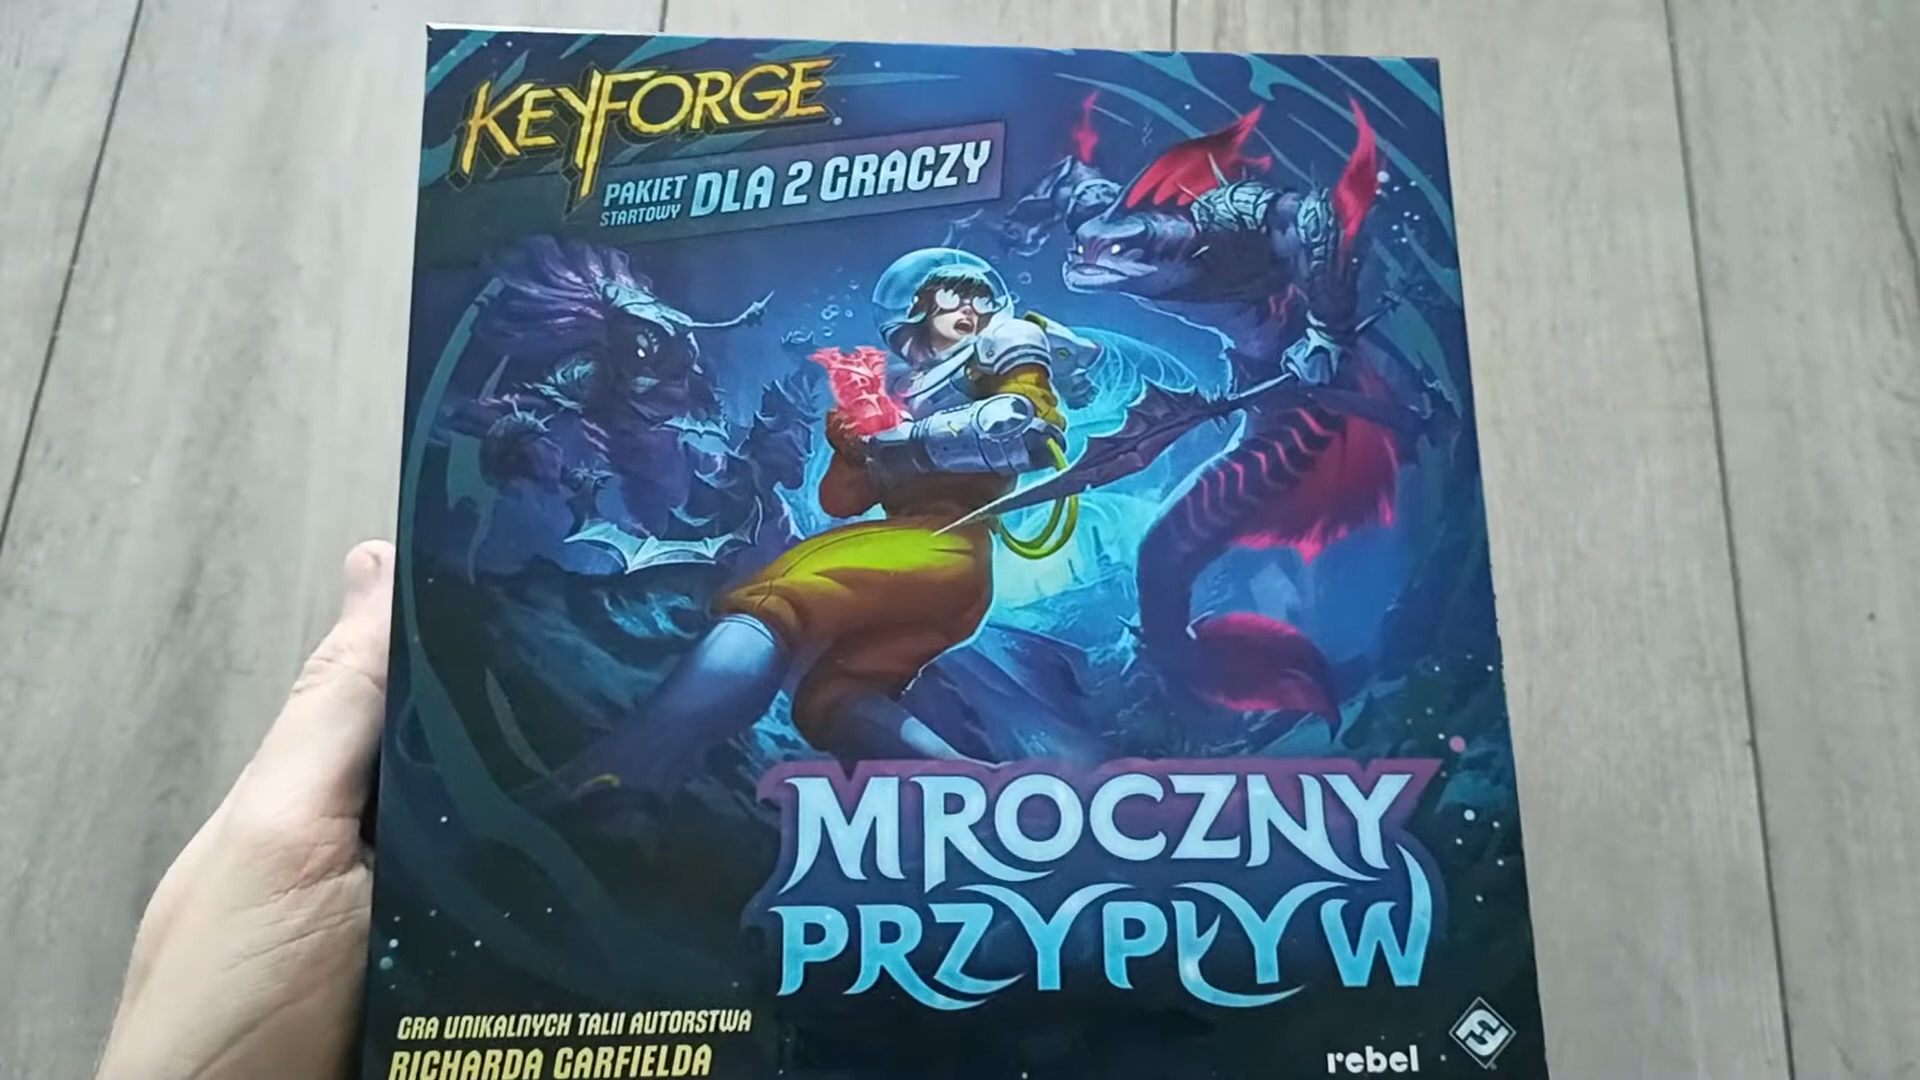 KEYFORGE
PAKIET STARTOWY DLA 2 GRACZY
MROCZNY
PRZYPŁYW
GRA UNIKALNYCH TALII AUTORSTWA
RICHARDA GARFIELDA
rebel